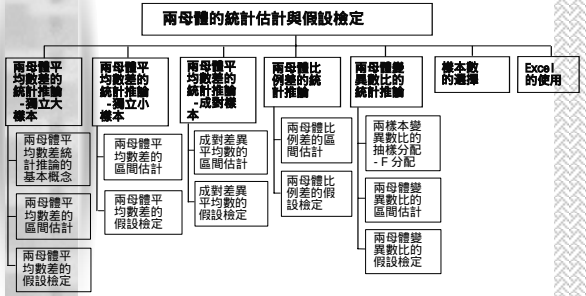 兩母體的統計估計與假設檢定
兩母體平
均數差的
統計推論
-獨立大
樣本
兩母體平
均數差統
計推論的
基本概念
兩母體平
均數差的
區間估計
兩母體平
均數差的
假設檢定
兩母體平
均數差的
統計推論
-獨立小
樣本
兩母體平
均數差的
區間估計
兩母體平
均數差的
假設檢定
兩母體平
均數差的
統計推論
-成對樣
本
成對差異
平均數的
區間估計
成對差異
平均數的
假設檢定
兩母體比
例差的統
計推論
兩母體比
例差的區
間估計
兩母體比
例差的假
設檢定
兩母體變
異數比的
統計推論
兩樣本變
異數比的
抽樣分配
- F 分配
兩母體變
異數比的
區間估計
兩母體變
異數比的
假設檢定
樣本數
的選擇
Excel
的使用